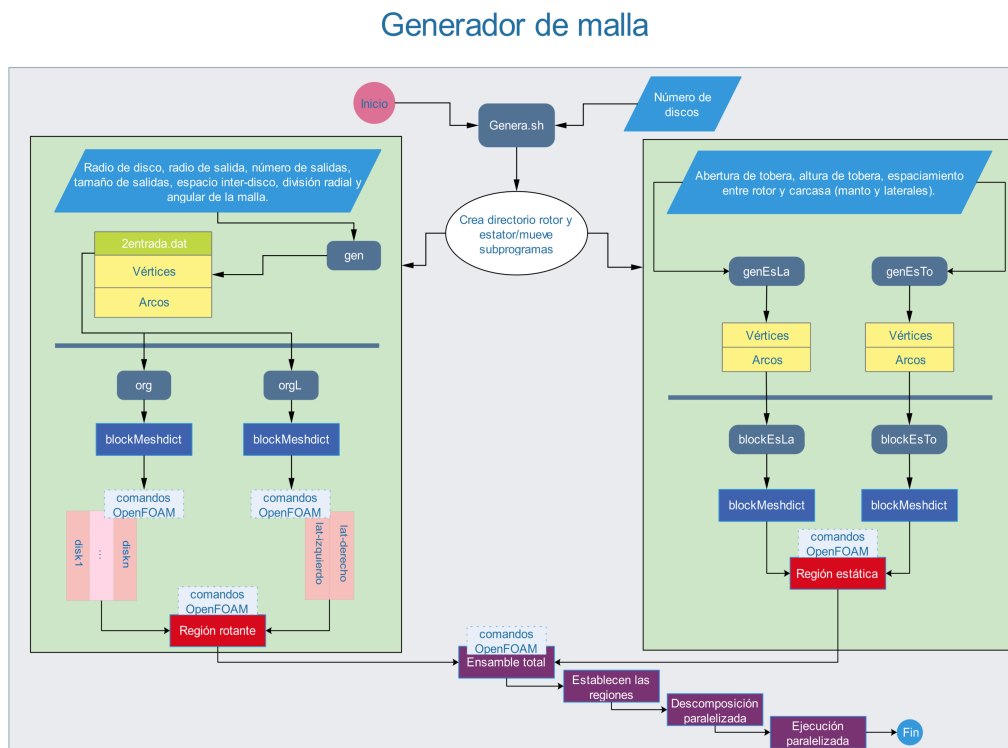 Generador de malla
Inicio
Genera.sh
Número de
discos
Radio de disco, radio de salida, número de salidas,
tamaño de salidas, espacio inter-disco, división radial y
angular de la malla.
Abertura de tobera, altura de tobera, espaciamiento
entre rotor y carcasa (manto y laterales).
Crea directorio rotor y
estator/mueve
subprogramas
2entrada.dat
Vértices
Arcos
gen
genEsLa
genEsTo
Vértices
Arcos
Vértices
Arcos
org
orgL
blockMeshdict
blockMeshdict
blockEsLa
blockEsTo
blockMeshdict
blockMeshdict
comandos
OpenFOAM
comandos
OpenFOAM
disk1
...
diskn
lat-izquierdo
lat-derecho
comandos
OpenFOAM
Región estática
comandos
OpenFOAM
Región rotante
comandos
OpenFOAM
Ensamble total
Establecen las
regiones
Descomposición
paralelizada
Ejecución
paralelizada
Fin